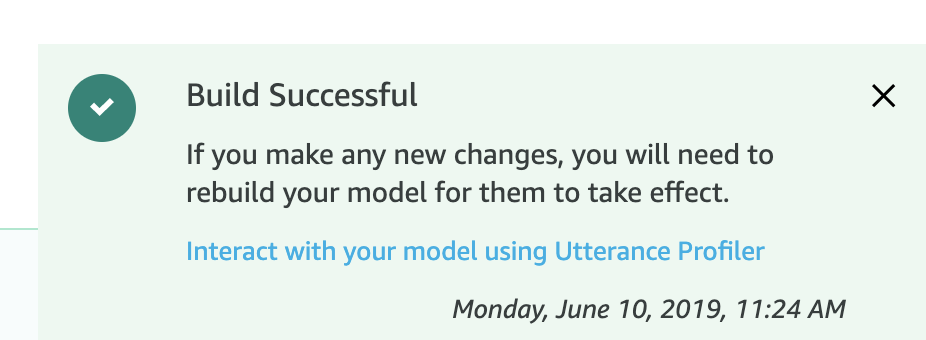 Build Successful
If you make any new changes, you will need to
rebuild your model for them to take effect.
Interact with your model using Utterance Profiler
Monday, June 10, 2019, 11:24 AM